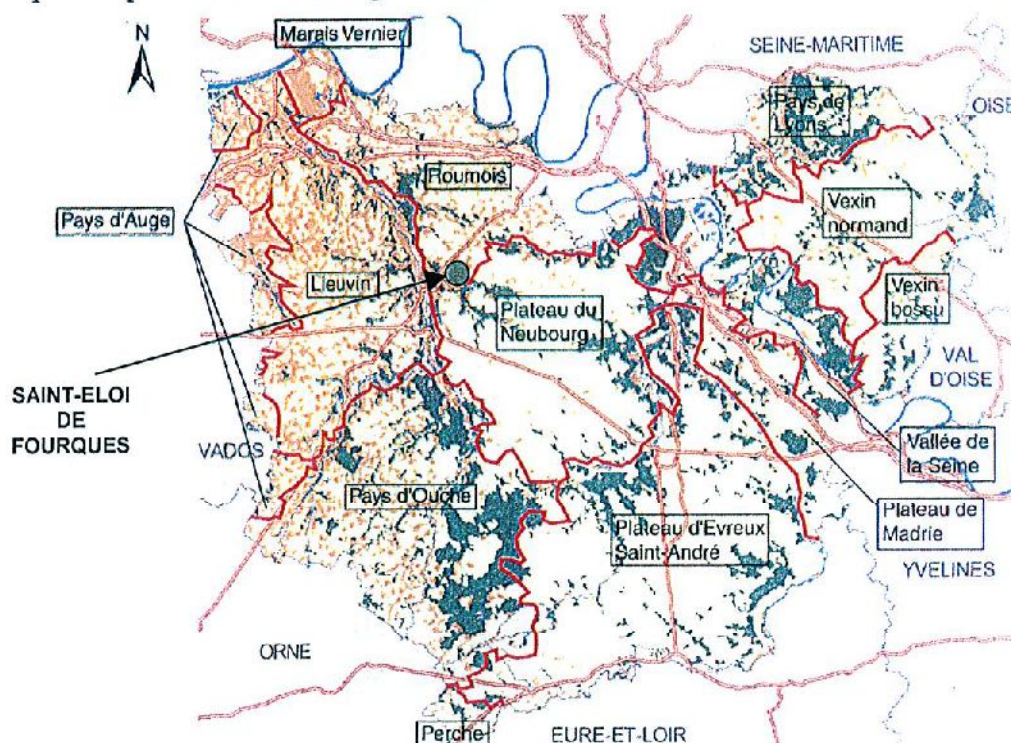 N
Marais Vernier
SEINE-MARITIME
Pays de
Lyons
OISE
Roumois
Vexin
normand
Pays d'Auge
Lieuvin
Plateau du
Neubourg
Vexin
bossu
VAL
D'OISE
SAINT-ELOI
DE
FOURQUES
VADOS
Vallée de
la Seine
Pays d'Ouche
Plateau d'Evreux
Saint-André
Plateau de
Madrie
YVELINES
ORNE
Perche
EURE-ET-LOIR